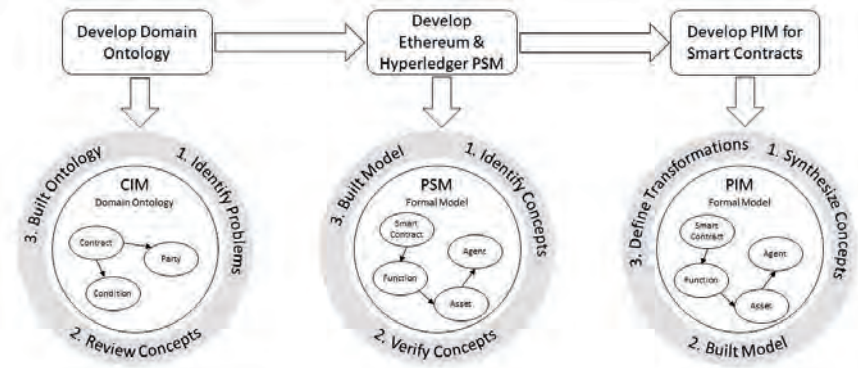 Develop Domain
Ontology
Develop
Ethereum &
Hyperledger PSM
Develop PIM for
Smart Contracts
1. Identify Problems
2. Review Concepts
3. Built Ontology
CIM
Domain Ontology
Contract
Party
Condition
1. Identify Concepts
2. Verify Concepts
3. Built Model
PSM
Formal Model
Smart
Contract
Agent
Function
Asset
1. Synthesize Concepts
2. Built Model
3. Define Transformations
PIM
Formal Model
Smart
Contract
Agent
Function
Asset